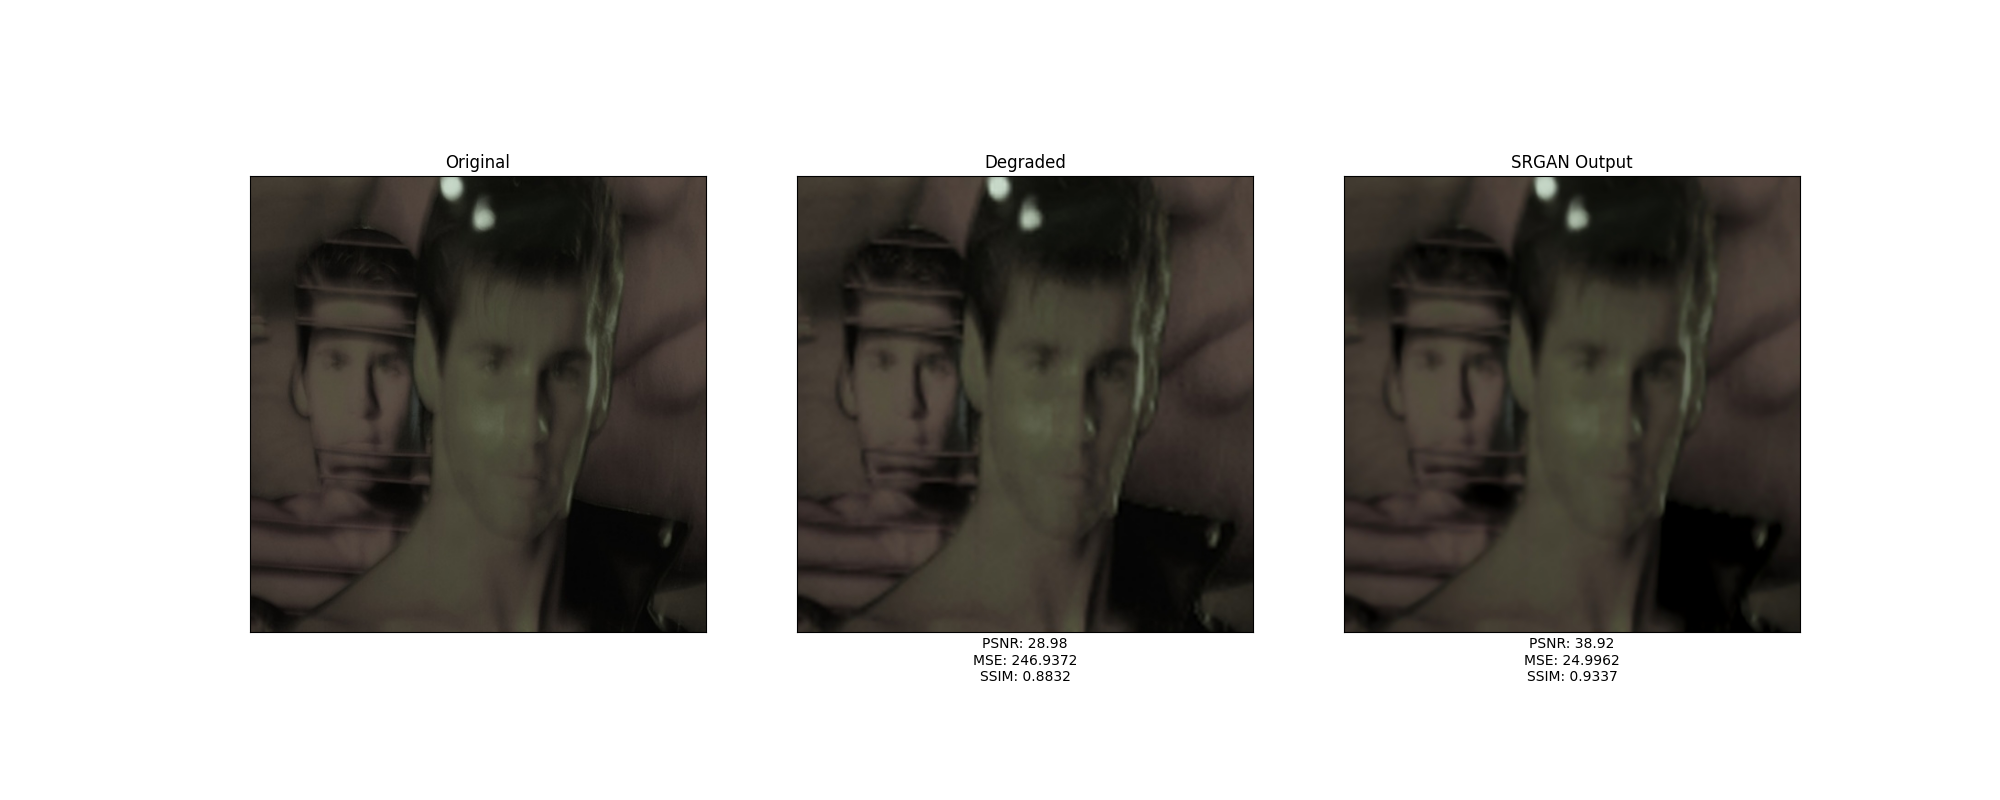 Original
Degraded
SRGAN Output
PSNR: 28.98
MSE: 246.9372
SSIM: 0.8832
PSNR: 38.92
MSE: 24.9962
SSIM: 0.9337